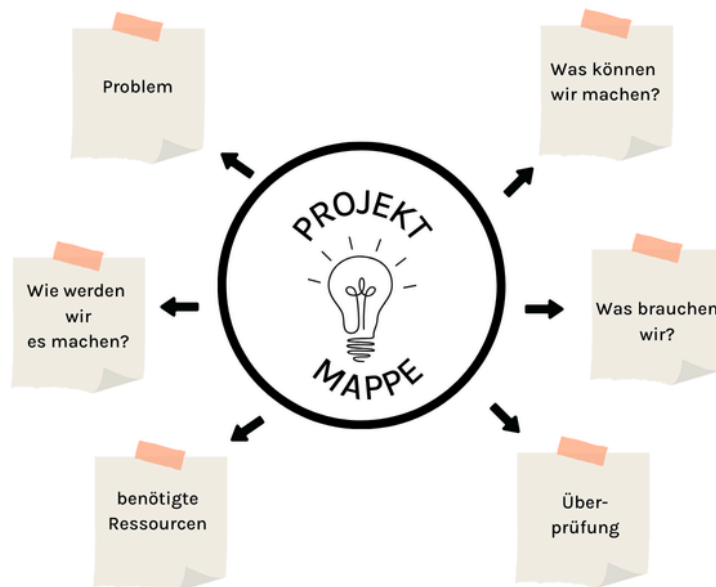 Problem
Was können
wir machen?
PROJEKT
MAPPE
Wie werden
wir
es machen?
Was brauchen
wir?
benötigte
Ressourcen
Über-
prüfung